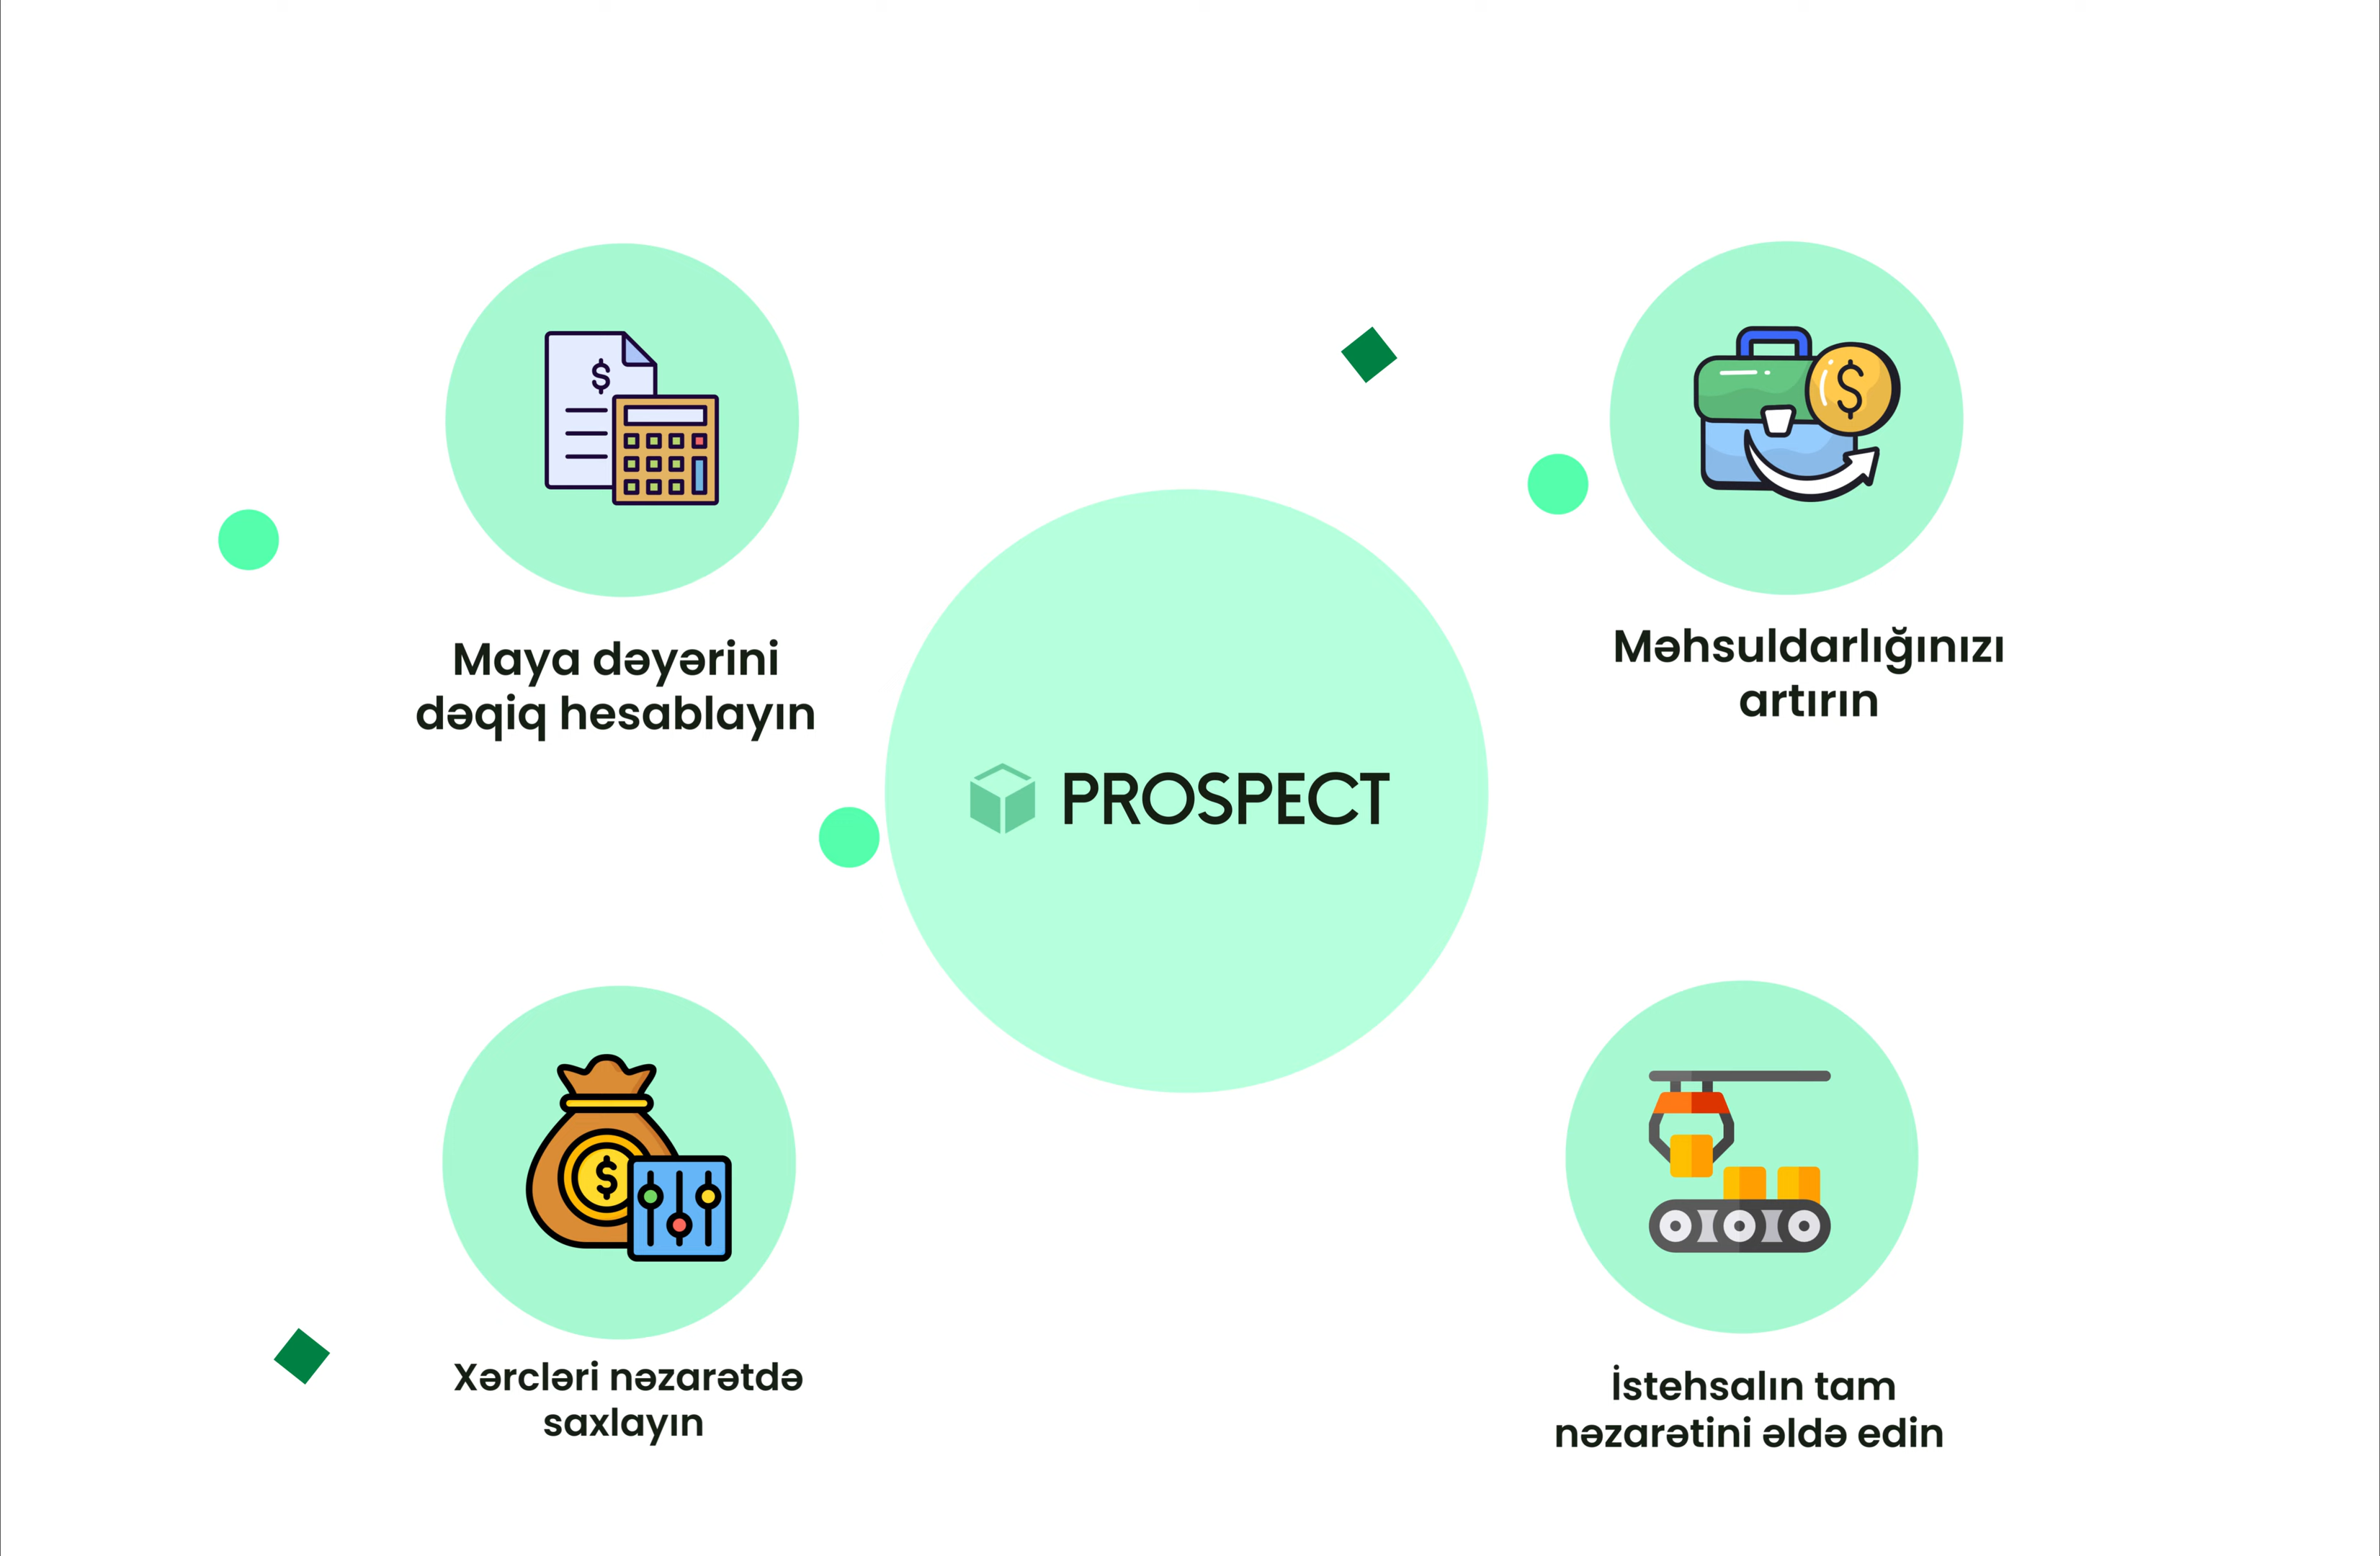 Maya dəyərini
dəqiq hesablayın
Məhsuldarlığınızı
artırın
PROSPECT
Xərcləri nəzarətdə
saxlayın
İstehsalın tam
nəzarətini əldə edin